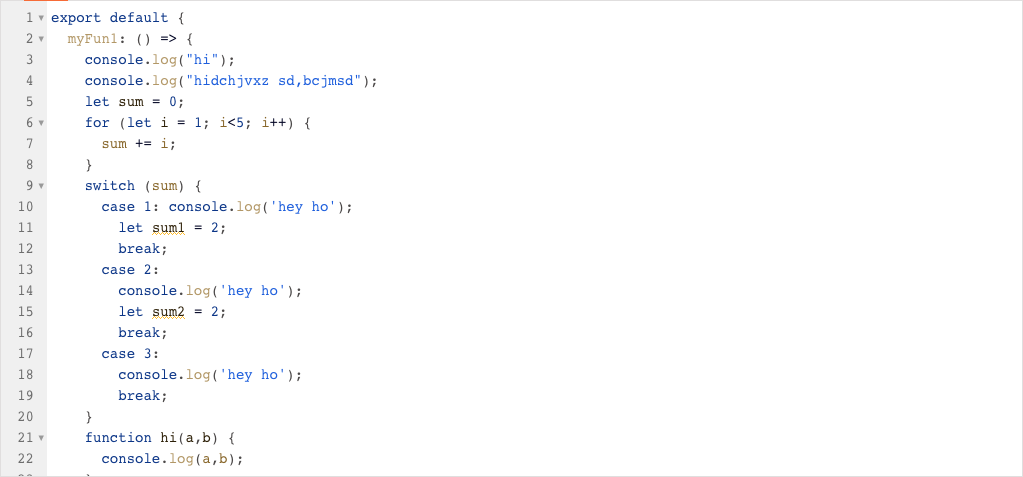 1 export default {
2 myFun1: () => {
3 console.log("hi");
4 console.log("hidchjvxz sd,bcjmsd");
5 let sum = 0;
6 for (let i = 1; i<5; i++) {
7 sum += i;
8 }
9 switch (sum) {
10 case 1: console.log('hey ho');
11 let sum1 = 2;
12 break;
13 case 2:
14 console.log('hey ho');
15 let sum2 = 2;
16 break;
17 case 3:
18 console.log('hey ho');
19 break;
20 }
21 function hi(a,b) {
22 console.log(a,b);